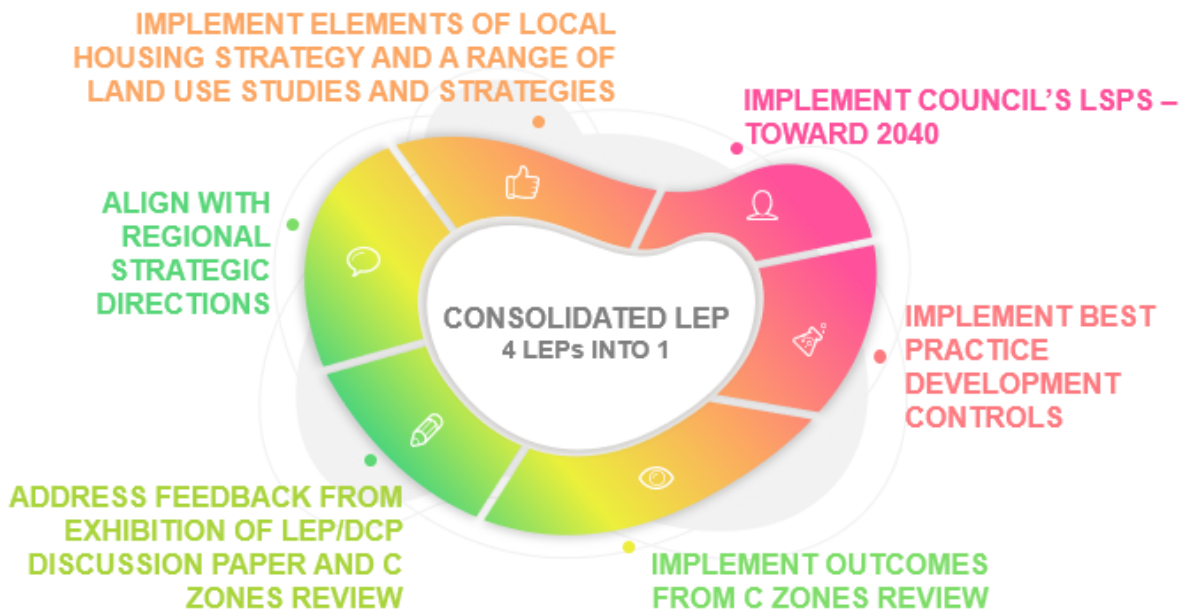 IMPLEMENT ELEMENTS OF LOCAL
HOUSING STRATEGY AND A RANGE OF
LAND USE STUDIES AND STRATEGIES
IMPLEMENT COUNCIL’S LSPS –
TOWARD 2040
ALIGN WITH
REGIONAL
STRATEGIC
DIRECTIONS
CONSOLIDATED LEP
4 LEPs INTO 1
IMPLEMENT BEST
PRACTICE
DEVELOPMENT
CONTROLS
ADDRESS FEEDBACK FROM
EXHIBITION OF LEP/DCP
DISCUSSION PAPER AND C
ZONES REVIEW
IMPLEMENT OUTCOMES
FROM C ZONES REVIEW